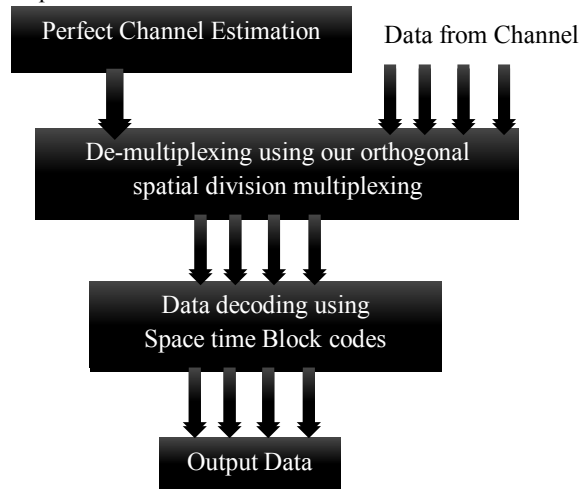 Perfect Channel Estimation
Data from Channel
De-multiplexing using our orthogonal
spatial division multiplexing
Data decoding using
Space time Block codes
Output Data